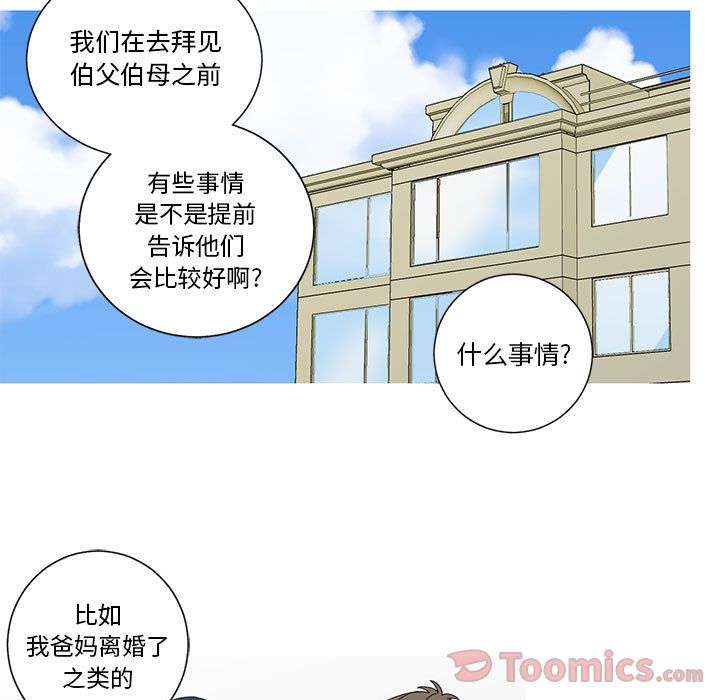 我们在去拜见
伯父伯母之前
有些事情
是不是提前
告诉他们
会比较好啊?
什么事情?
比如
我爸妈离婚了
之类的
Toomics.com